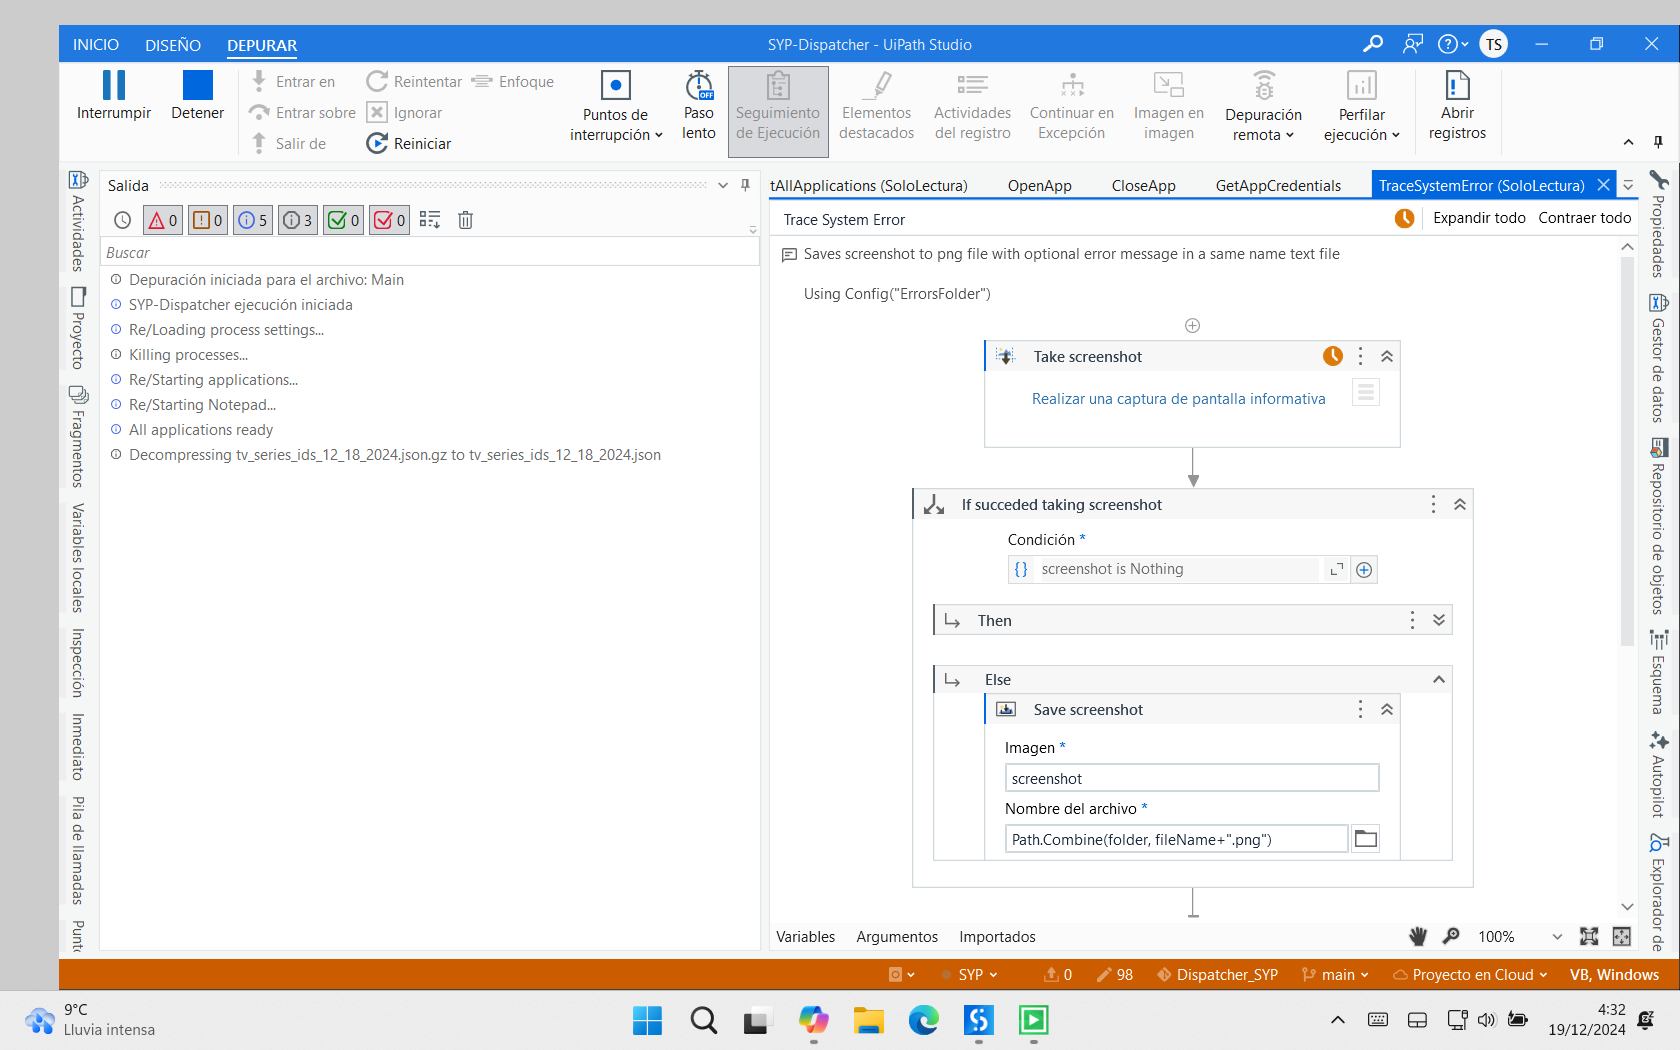 INICIO DISEÑO DEPURAR SYP-Dispatcher - UiPath Studio TS
Interrumpir
Detener
Entrar en
Entrar sobre
Salir de
Reintentar
Ignorar
Reiniciar
Enfoque
Puntos de
interrupción
Paso
lento
OFF
Seguimiento
de Ejecución
Elementos
destacados
Actividades
del registro
Continuar en
Excepción
Imagen en
imagen
Depuración
remota
Perfilar
ejecución
Abrir
registros
Actividades
Proyecto
Fragmentos
Variables locales
Inspección
Inmediato
Pila de llamadas
Salida
0 0 5 3 0 0
Buscar
Depuración iniciada para el archivo: Main
SYP-Dispatcher ejecución iniciada
Re/Loading process settings...
Killing processes...
Re/Starting applications...
Re/Starting Notepad...
All applications ready
Decompressing tv_series_ids_12_18_2024.json.gz to tv_series_ids_12_18_2024.json
tAllApplications (SoloLectura) OpenApp CloseApp GetAppCredentials TraceSystemError (SoloLectura)
Trace System Error Expandir todo Contraer todo
Saves screenshot to png file with optional error message in a same name text file
Using Config("ErrorsFolder")
Take screenshot
Realizar una captura de pantalla informativa
If succeded taking screenshot
Condición *
{} screenshot is Nothing
Then
Else
Save screenshot
Imagen *
screenshot
Nombre del archivo *
Path.Combine(folder, fileName+".png")
Variables Argumentos Importados 100%
Propiedades
Gestor de datos
Repositorio de objetos
Esquema
Autopilot
Explorador de
SYP 0 98 Dispatcher_SYP main Proyecto en Cloud VB, Windows
9°C
Lluvia intensa
4:32
19/12/2024